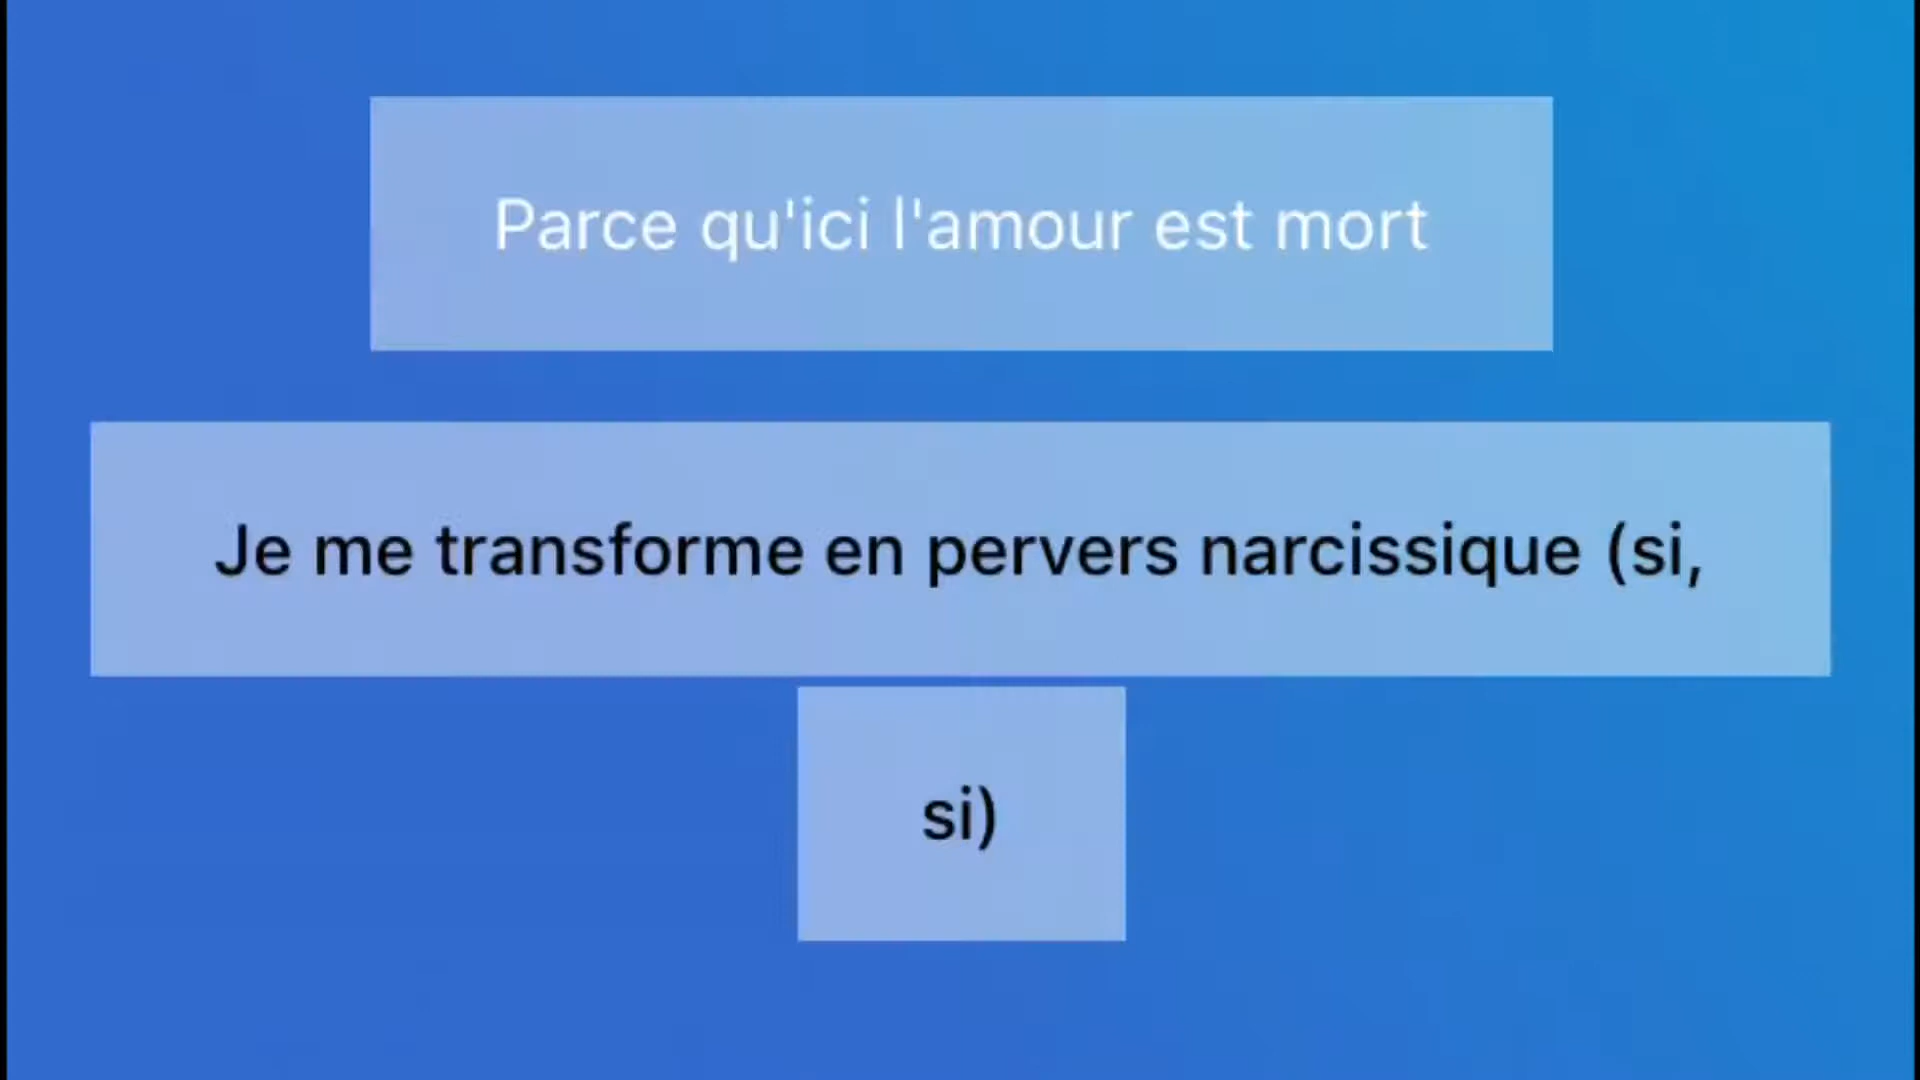 Parce qu'ici l'amour est mort
Je me transforme en pervers narcissique (si,
si)